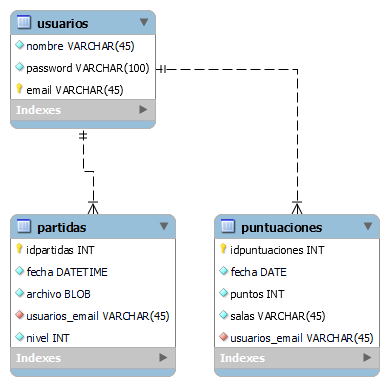 usuarios
nombre VARCHAR(45)
password VARCHAR(100)
email VARCHAR(45)
Indexes
partidas
idpartidas INT
fecha DATETIME
archivo BLOB
usuarios_email VARCHAR(45)
nivel INT
Indexes
puntuaciones
idpuntuaciones INT
fecha DATE
puntos INT
salas VARCHAR(45)
usuarios_email VARCHAR(45)
Indexes